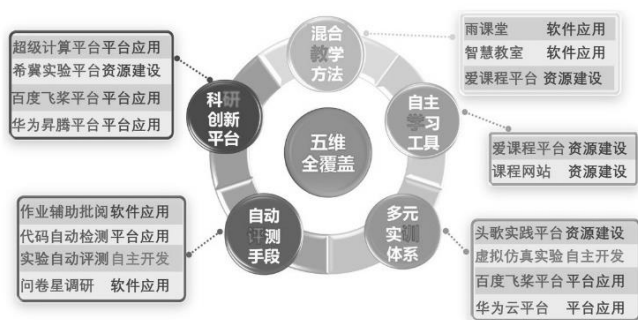 超级计算平台 平台应用
希冀实验平台 资源建设
百度飞桨平台 平台应用
华为昇腾平台 平台应用
混合
教学
方法
雨课堂 软件应用
智慧教室 软件应用
爱课程平台 资源建设
科研
创新
平台
自主
学习
工具
五维
全覆盖
爱课程平台 资源建设
课程网站 资源建设
作业辅助批阅 软件应用
代码自动检测 平台应用
实验自动评测 自主开发
问卷星调研 软件应用
自动
评测
手段
多元
实训
体系
头歌实践平台 资源建设
虚拟仿真实验 自主开发
百度飞桨平台 平台应用
华为云平台 平台应用